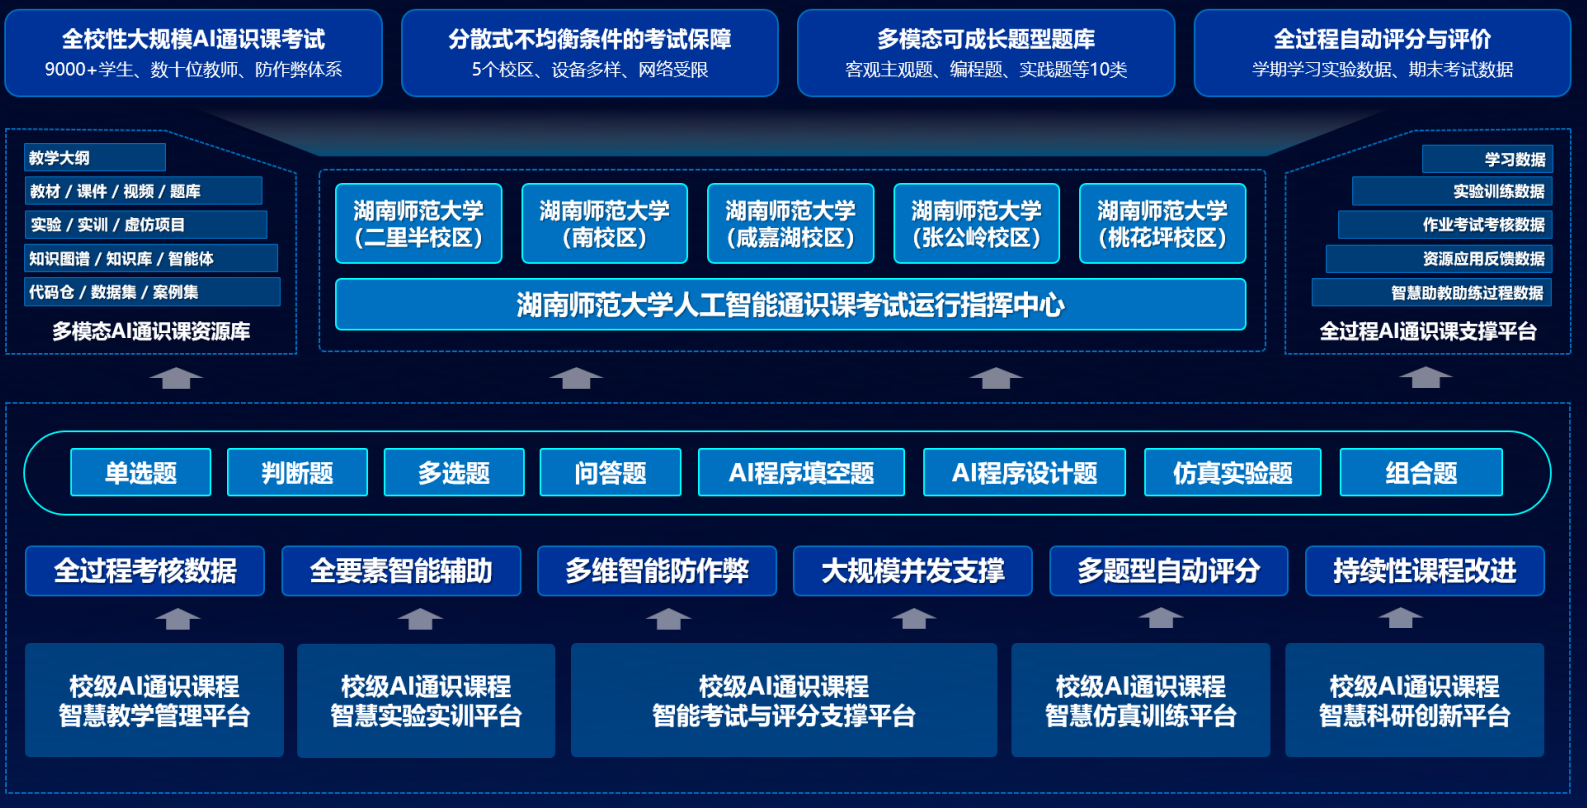 全校性大规模AI通识课考试
9000+学生、数十位教师、防作弊体系
分散式不均衡条件的考试保障
5个校区、设备多样、网络受限
多模态可成长题型题库
客观主观题、编程题、实践题等10类
全过程自动评分与评价
学期学习实验数据、期末考试数据
教学大纲
教材 / 课件 / 视频 / 题库
实验 / 实训 / 虚仿项目
知识图谱 / 知识库 / 智能体
代码仓 / 数据集 / 案例集
多模态AI通识课资源库
湖南师范大学
（二里半校区）
湖南师范大学
（南校区）
湖南师范大学
（咸嘉湖校区）
湖南师范大学
（张公岭校区）
湖南师范大学
（桃花坪校区）
湖南师范大学人工智能通识课考试运行指挥中心
学习数据
实验训练数据
作业考试考核数据
资源应用反馈数据
智慧助教助练过程数据
全过程AI通识课支撑平台
单选题
判断题
多选题
问答题
AI程序填空题
AI程序设计题
仿真实验题
组合题
全过程考核数据
全要素智能辅助
多维智能防作弊
大规模并发支撑
多题型自动评分
持续性课程改进
校级AI通识课程
智慧教学管理平台
校级AI通识课程
智慧实验实训平台
校级AI通识课程
智能考试与评分支撑平台
校级AI通识课程
智慧仿真训练平台
校级AI通识课程
智慧科研创新平台